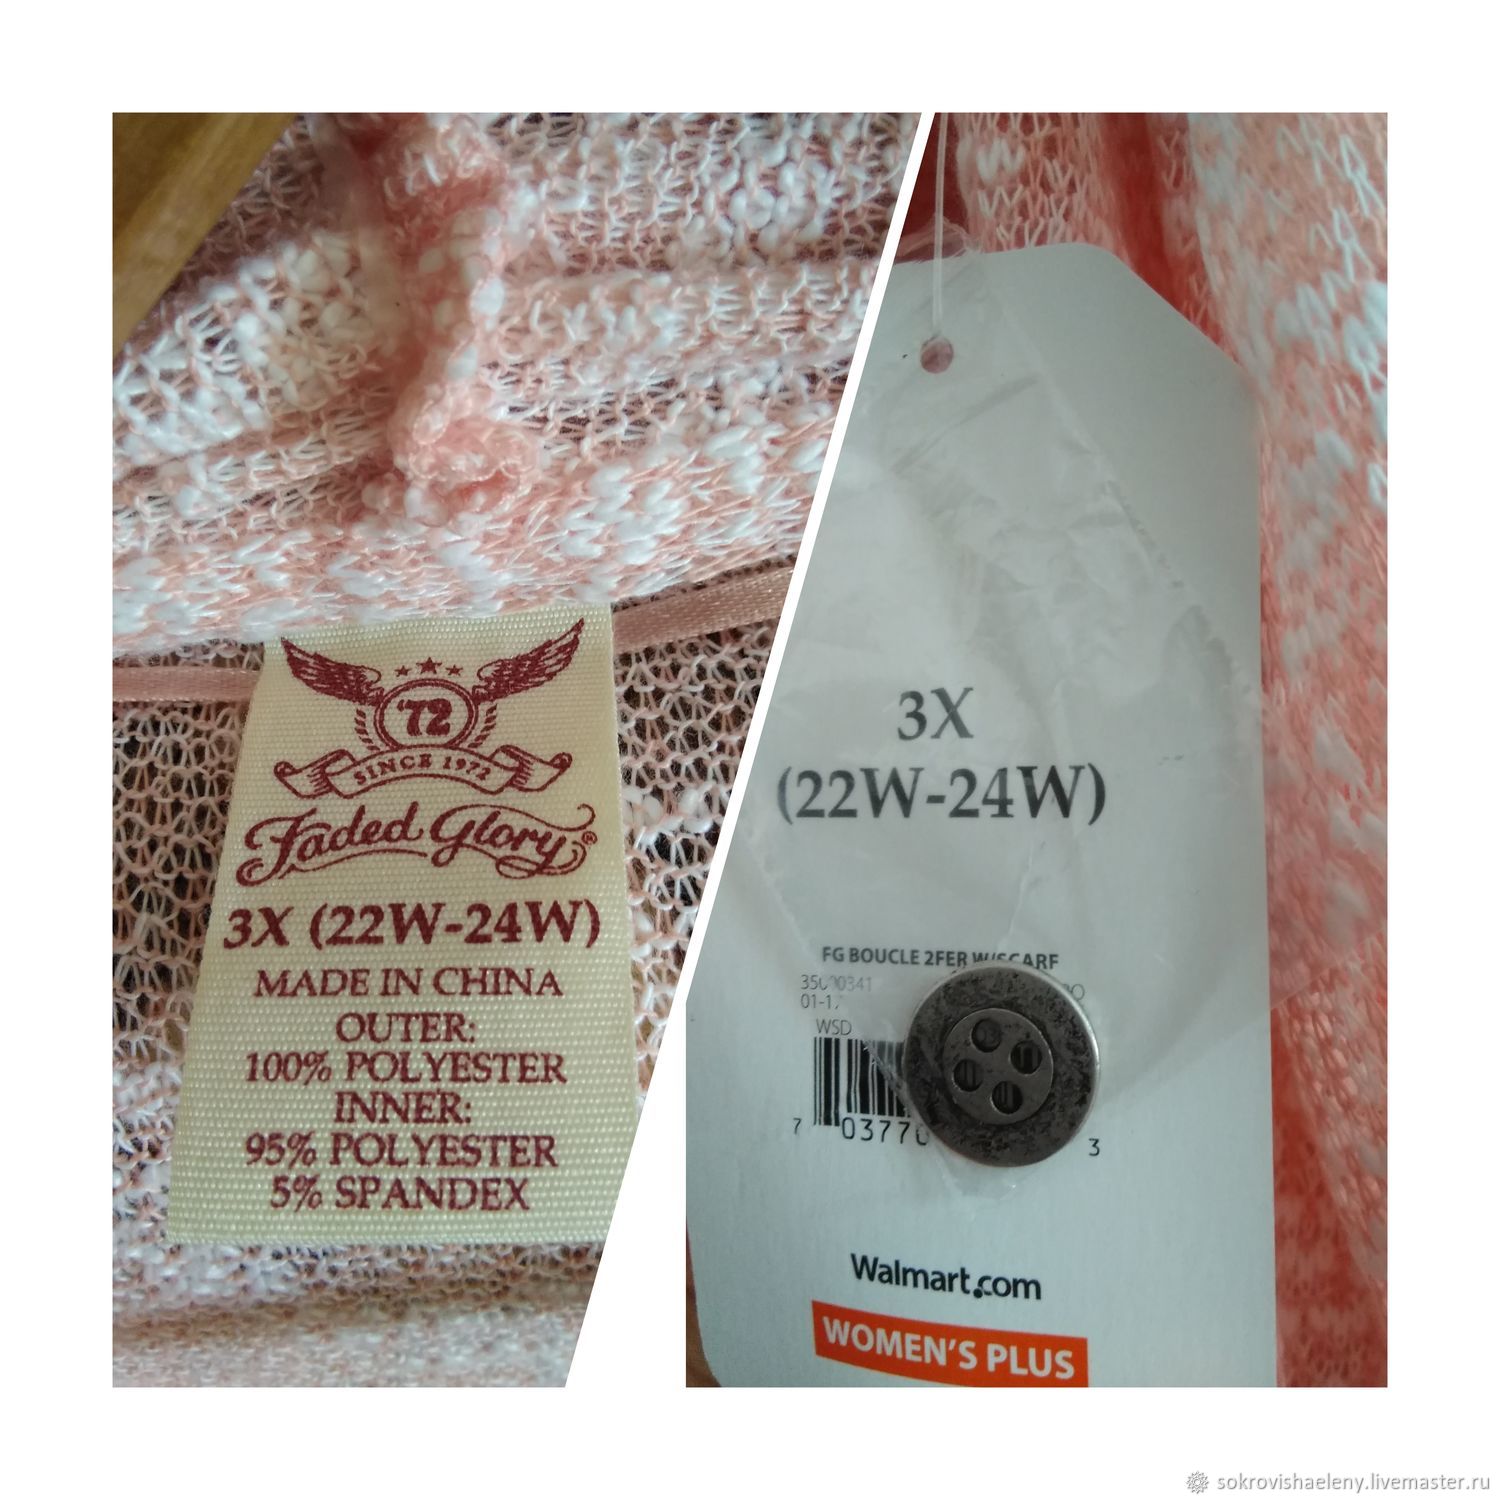 '72
SINCE 1972
Faded Glory®
3X (22W-24W)
MADE IN CHINA
OUTER:
100% POLYESTER
INNER:
95% POLYESTER
5% SPANDEX
3X
(22W-24W)
FG BOUCLE 2FER W/SCARF
WSD
7
3
Walmart.com
WOMEN'S PLUS
sokrovishaeleny.livemaster.ru